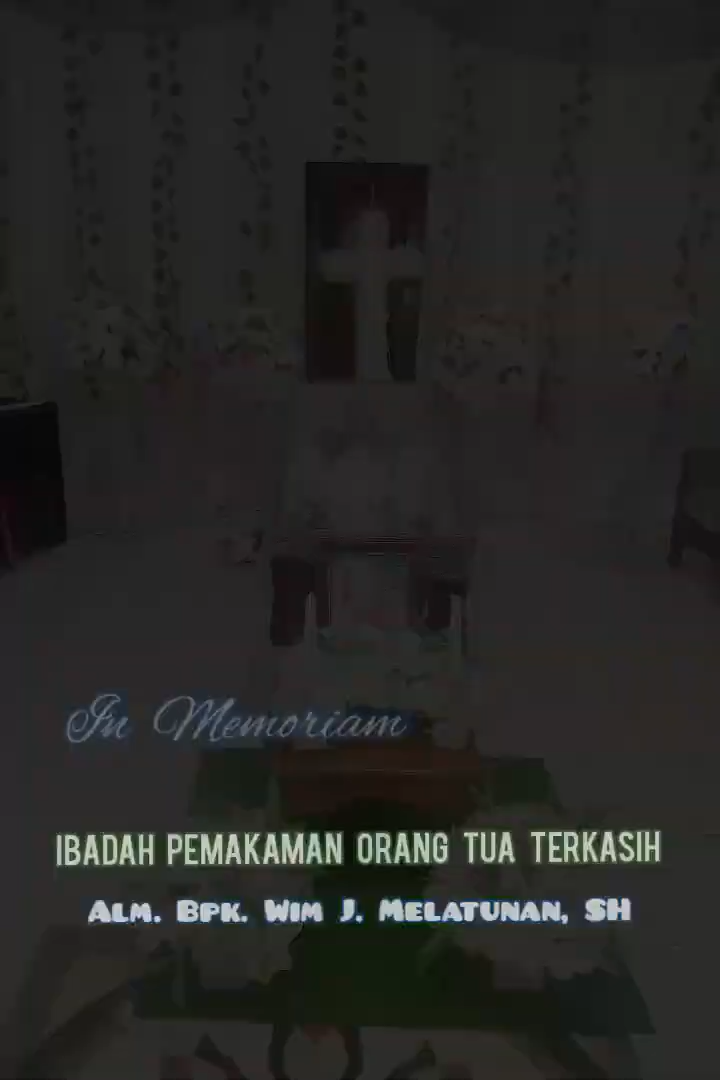 In Memoriam
IBADAH PEMAKAMAN ORANG TUA TERKASIH
ALM. BPK. WIM J. MELATUNAN, SH